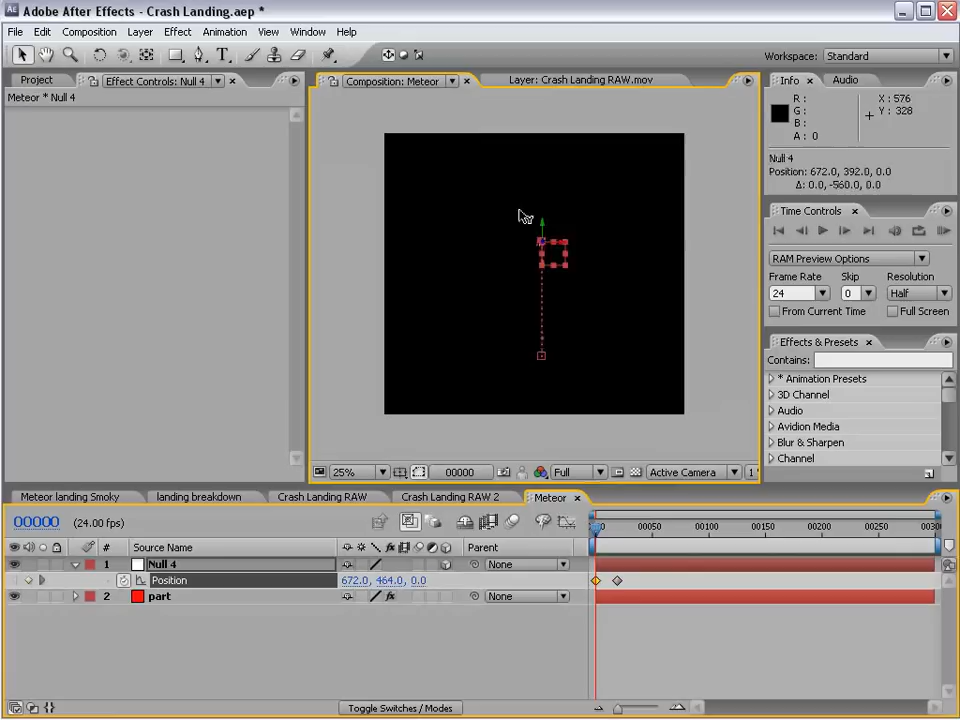 Adobe After Effects - Crash Landing.aep *
File Edit Composition Layer Effect Animation View Window Help
Workspace: Standard
Project Effect Controls: Null 4
Meteor * Null 4
Composition: Meteor Layer: Crash Landing RAW.mov
Info Audio
R :
G :
B :
A : 0
X : 576
Y : 328
Null 4
Position: 672.0, 392.0, 0.0
Δ: 0.0, -560.0, 0.0
Time Controls
RAM Preview Options
Frame Rate Skip Resolution
24 0 Half
From Current Time Full Screen
Effects & Presets
Contains:
* Animation Presets
3D Channel
Audio
Avidion Media
Blur & Sharpen
Channel
25% 00000 Full Active Camera 1
Meteor landing Smoky landing breakdown Crash Landing RAW Crash Landing RAW 2 Meteor
00000 (24.00 fps)
00050 00100 00150 00200 00250 0030
# Source Name Parent
1 Null 4 None
Position 672.0, 464.0, 0.0
2 part None
Toggle Switches / Modes